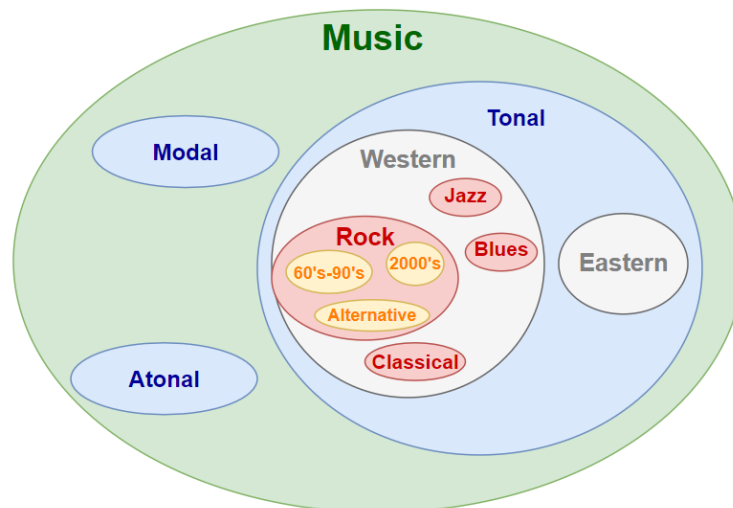 Music
Tonal
Modal
Western
Jazz
Rock
Blues
2000's
60's-90's
Eastern
Alternative
Classical
Atonal